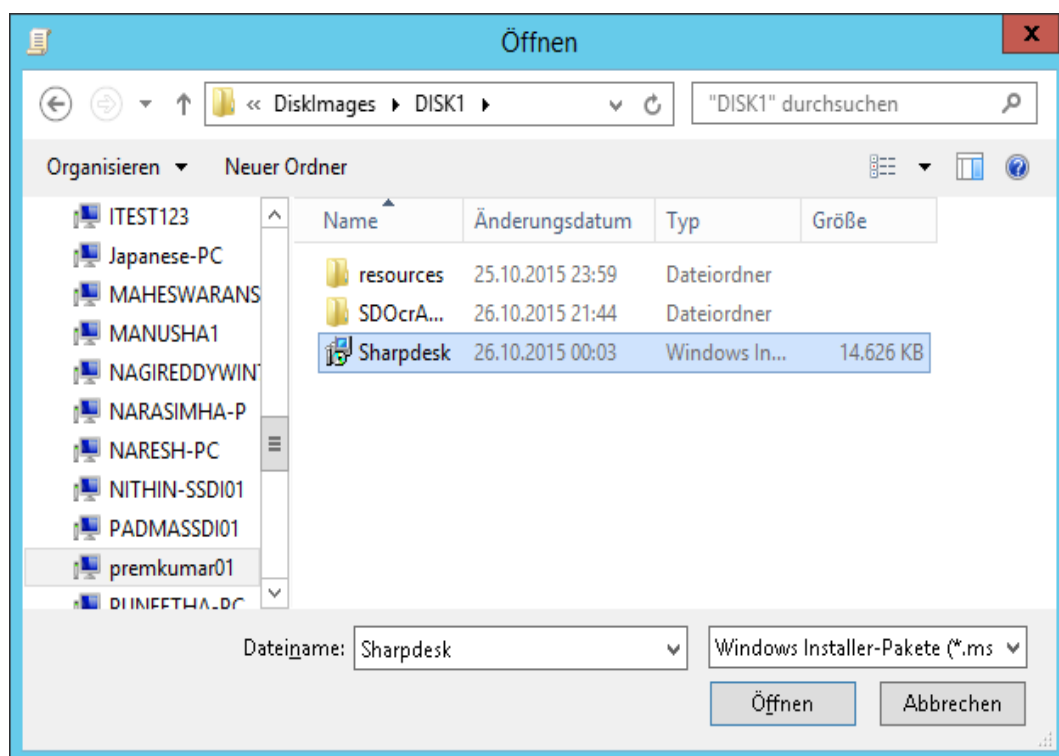 Öffnen
x
« DiskImages DISK1
"DISK1" durchsuchen
Organisieren
Neuer Ordner
Name Änderungsdatum Typ Größe
ITEST123
Japanese-PC
MAHESWARANS
MANUSHA1
NAGIREDDYWIN
NARASIMHA-P
NARESH-PC
NITHIN-SSDI01
PADMASSDI01
premkumar01
PUNEETHA-PC
resources 25.10.2015 23:59 Dateiordner
SDOcrA... 26.10.2015 21:44 Dateiordner
Sharpdesk 26.10.2015 00:03 Windows In... 14.626 KB
Dateiname: Sharpdesk
Windows Installer-Pakete (*.ms
Öffnen
Abbrechen